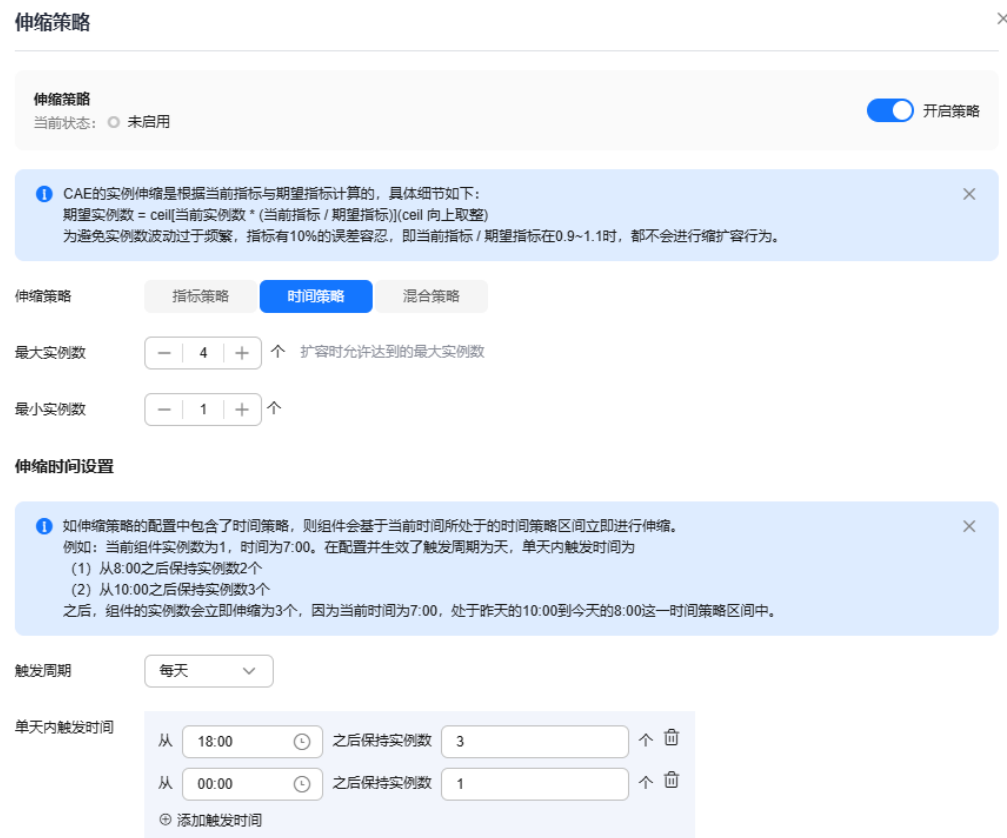 伸缩策略
伸缩策略
当前状态： 未启用
开启策略
CAE的实例伸缩是根据当前指标与期望指标计算的，具体细节如下：
期望实例数 = ceil[当前实例数 * (当前指标 / 期望指标)](ceil 向上取整)
为避免实例数波动过于频繁，指标有10%的误差容忍，即当前指标 / 期望指标在0.9~1.1时，都不会进行缩扩容行为。
伸缩策略 指标策略 时间策略 混合策略
最大实例数 4 个 扩容时允许达到的最大实例数
最小实例数 1 个
伸缩时间设置
如伸缩策略的配置中包含了时间策略，则组件会基于当前时间所处于的时间策略区间立即进行伸缩。
例如：当前组件实例数为1，时间为7:00。在配置并生效了触发周期为天，单天内触发时间为
（1）从8:00之后保持实例数2个
（2）从10:00之后保持实例数3个
之后，组件的实例数会立即伸缩为3个，因为当前时间为7:00，处于昨天的10:00到今天的8:00这一时间策略区间中。
触发周期 每天
单天内触发时间
从 18:00 之后保持实例数 3 个
从 00:00 之后保持实例数 1 个
添加触发时间